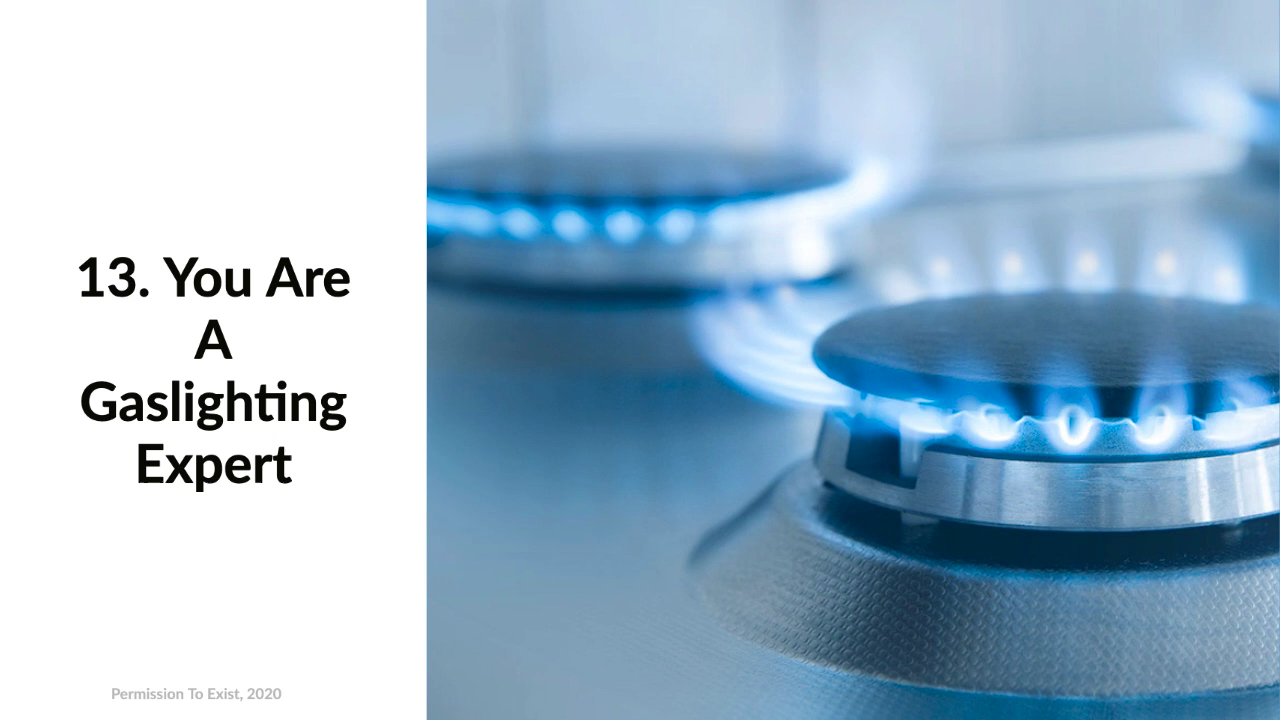 13. You Are
A
Gaslighting
Expert
Permission To Exist, 2020